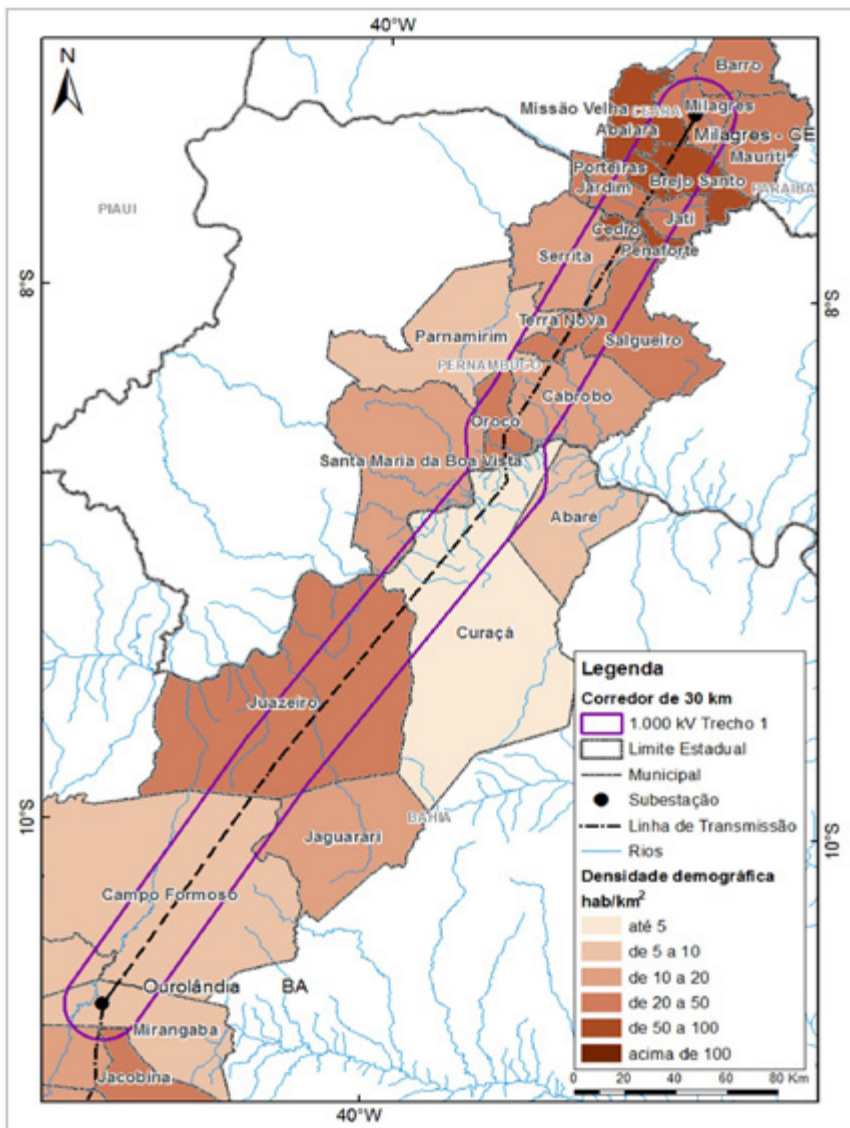 40°W
N
Barro
Missão Velha
CEARÁ
Milagres
Abaiara
Milagres - CE
Mauriti
Porteiras
Brejo Santo
PARAÍBA
Jardim
Jati
PIAUI
Cedro
Penaforte
Serrita
8°S
8°S
Terra Nova
Parnamirim
Salgueiro
PERNAMBUCO
Cabrobó
Orocó
Santa Maria da Boa Vista
Abaré
Curaçá
Juazeiro
10°S
10°S
BAHIA
Jaguarari
Campo Formoso
Ourolândia BA
Mirangaba
Jacobina
40°W
Legenda
Corredor de 30 km
1.000 kV Trecho 1
Limite Estadual
Municipal
Subestação
Linha de Transmissão
Rios
Densidade demográfica
hab/km²
até 5
de 5 a 10
de 10 a 20
de 20 a 50
de 50 a 100
acima de 100
0 20 40 60 80 Km